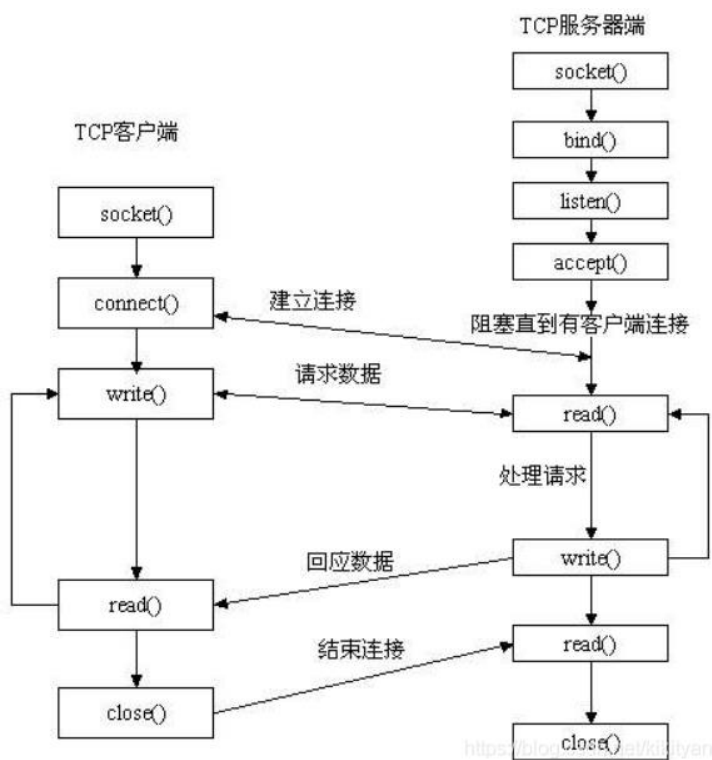 TCP服务器端
socket()
TCP客户端
bind()
socket()
listen()
accept()
connect()
建立连接
阻塞直到有客户端连接
write()
请求数据
read()
处理请求
回应数据
write()
read()
结束连接
read()
close()
close()